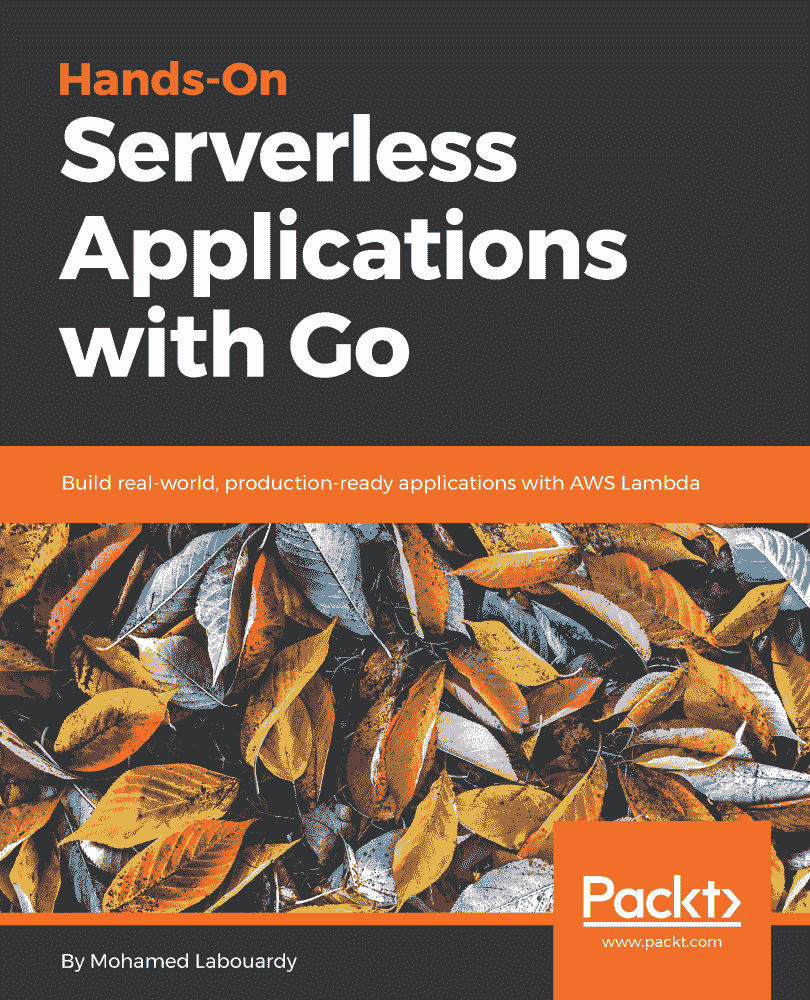 Hands-On
Serverless
Applications
with Go
Build real-world, production-ready applications with AWS Lambda
Packt>
www.packt.com
By Mohamed Labouardy